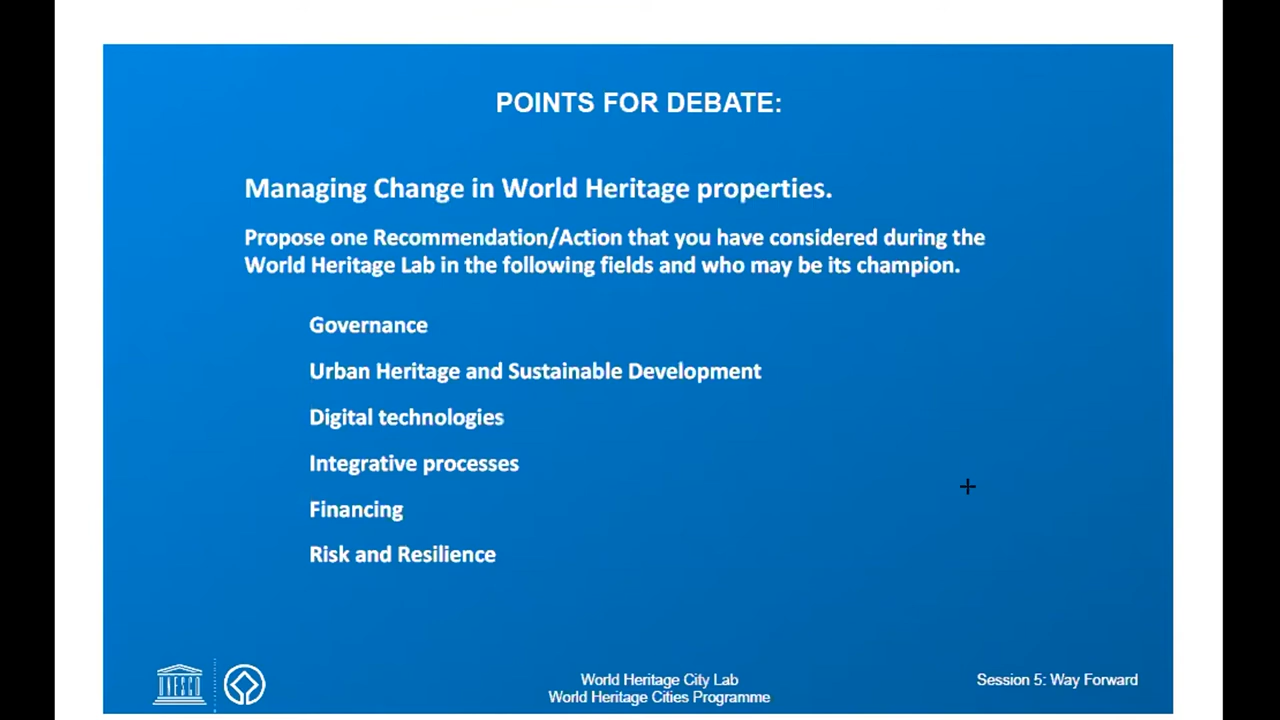 POINTS FOR DEBATE:
Managing Change in World Heritage properties.
Propose one Recommendation/Action that you have considered during the
World Heritage Lab in the following fields and who may be its champion.
Governance
Urban Heritage and Sustainable Development
Digital technologies
Integrative processes
Financing
Risk and Resilience
UNESCO
World Heritage City Lab
World Heritage Cities Programme
Session 5: Way Forward